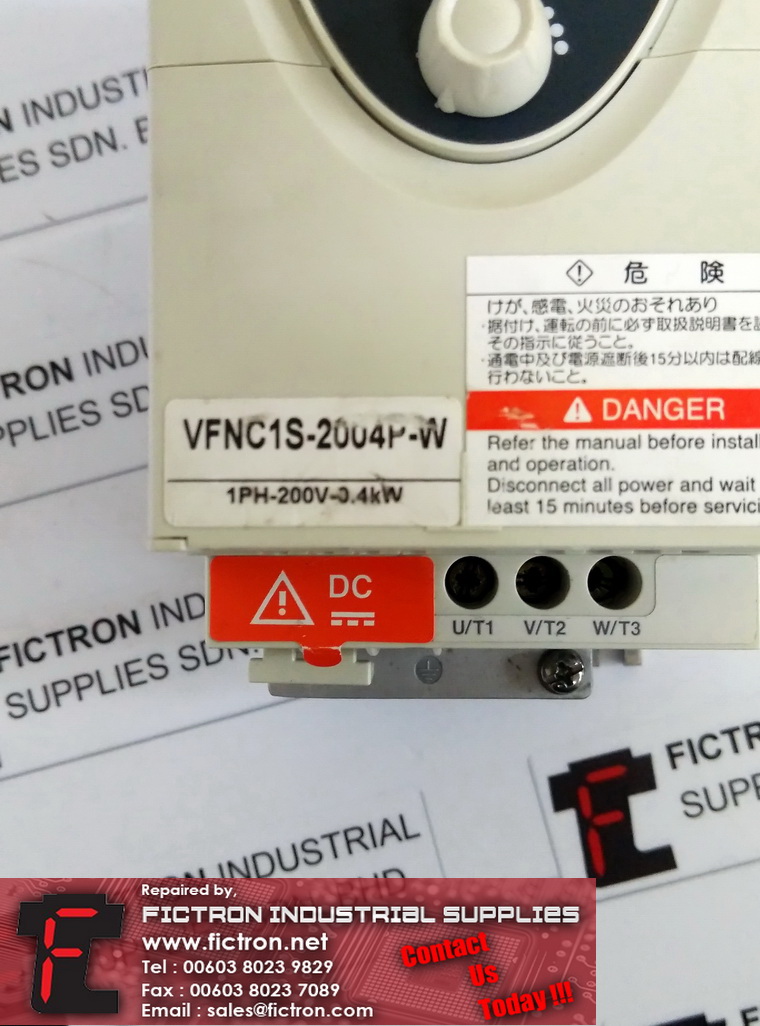 N INDUSTI
ES SDN. B
危 険
けが、感電、火災のおそれあり
・据付け、運転の前に必ず取扱説明書を
その指示に従うこと。
・通電中及び電源遮断後15分以内は配線
行わないこと。
DANGER
Refer the manual before install
and operation.
Disconnect all power and wait
least 15 minutes before servici
VFNC1S-2004P-W
1PH-200V-0.4kW
DC
U/T1 V/T2 W/T3
TRON INDU
PPLIES SD
FICTRON IND
SUPPLIES SDN.
FICTR
SUPP
ON INDUSTRIAL
HD
FICT
Repaired by,
FICTRON INDUSTRIAL SUPPLIES
www.fictron.net
Tel : 00603 8023 9829
Fax : 00603 8023 7089
Email : sales@fictron.com
Contact
Us
Today !!!